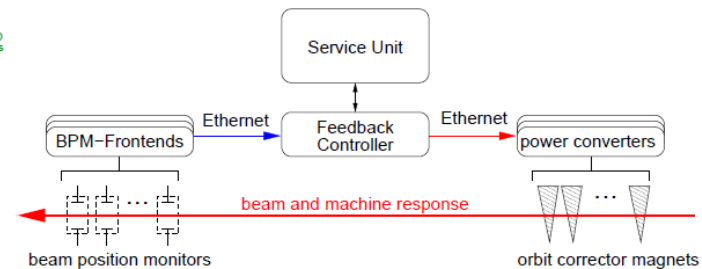 Service Unit
Ethernet
Ethernet
BPM−Frontends
Feedback
Controller
power converters
beam and machine response
beam position monitors
orbit corrector magnets